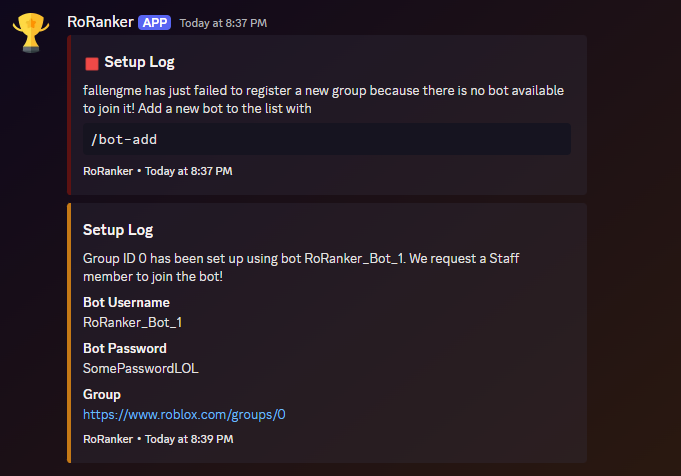 RoRanker APP Today at 8:37 PM
Setup Log
fallengme has just failed to register a new group because there is no bot available
to join it! Add a new bot to the list with
/bot-add
RoRanker • Today at 8:37 PM
Setup Log
Group ID 0 has been set up using bot RoRanker_Bot_1. We request a Staff
member to join the bot!
Bot Username
RoRanker_Bot_1
Bot Password
SomePasswordLOL
Group
https://www.roblox.com/groups/0
RoRanker • Today at 8:39 PM